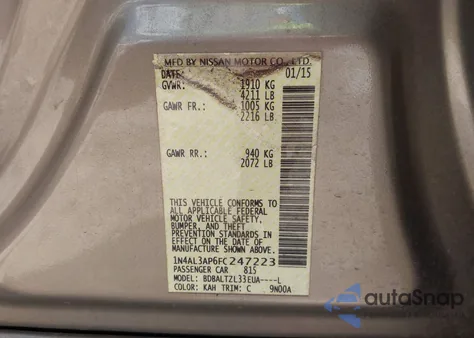 MFD BY NISSAN MOTOR CO., LTD.
DATE: 01/15
GVWR: 1910 KG
4211 LB
GAWR FR.: 1005 KG
2216 LB
GAWR RR.: 940 KG
2072 LB
THIS VEHICLE CONFORMS TO
ALL APPLICABLE FEDERAL
MOTOR VEHICLE SAFETY,
BUMPER, AND THEFT
PREVENTION STANDARDS IN
EFFECT ON THE DATE OF
MANUFACTURE SHOWN ABOVE.
1N4AL3AP6FC247223
PASSENGER CAR 815
MODEL: BDBALTZL33EUA----L
COLOR: KAH TRIM: C 9N00A
autoSnap